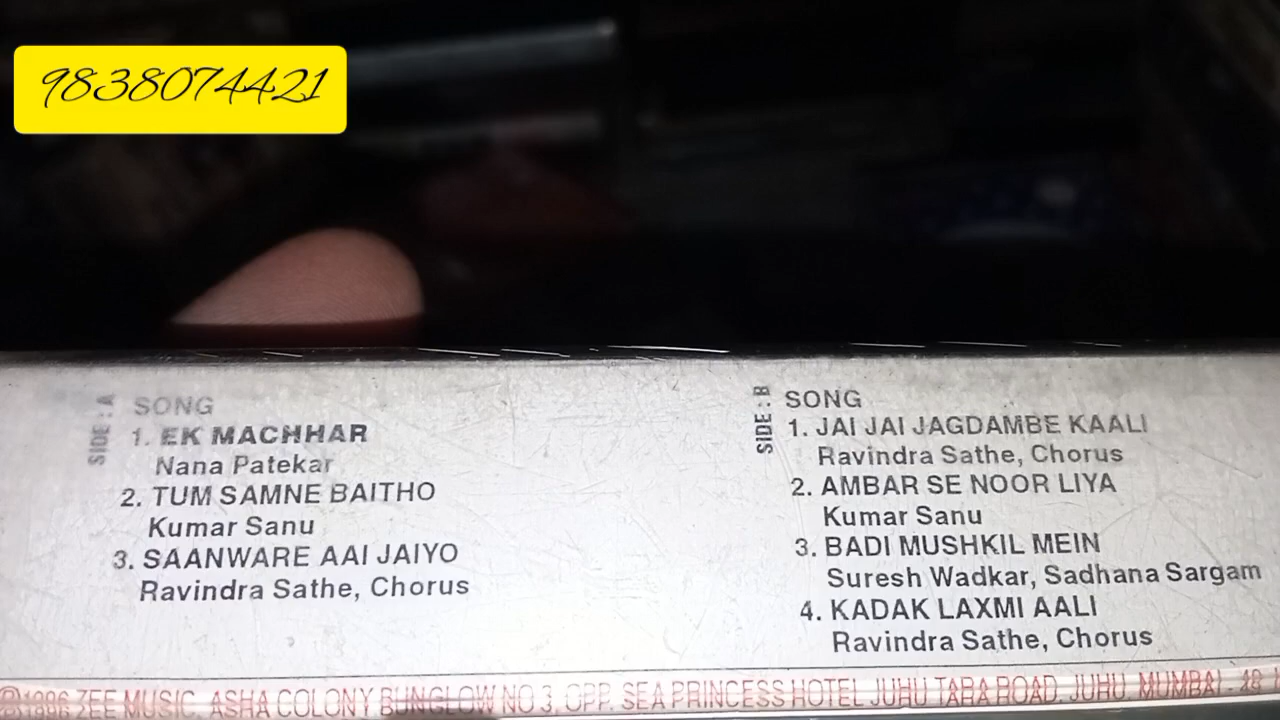 9838074421
SIDE : A
SONG
1. EK MACHHAR
Nana Patekar
2. TUM SAMNE BAITHO
Kumar Sanu
3. SAANWARE AAI JAIYO
Ravindra Sathe, Chorus
SIDE : B
SONG
1. JAI JAI JAGDAMBE KAALI
Ravindra Sathe, Chorus
2. AMBAR SE NOOR LIYA
Kumar Sanu
3. BADI MUSHKIL MEIN
Suresh Wadkar, Sadhana Sargam
4. KADAK LAXMI AALI
Ravindra Sathe, Chorus
℗1996 ZEE MUSIC, ASHA COLONY BUNGLOW NO 3, OPP. SEA PRINCESS HOTEL JUHU TARA ROAD, JUHU, MUMBAI - 49